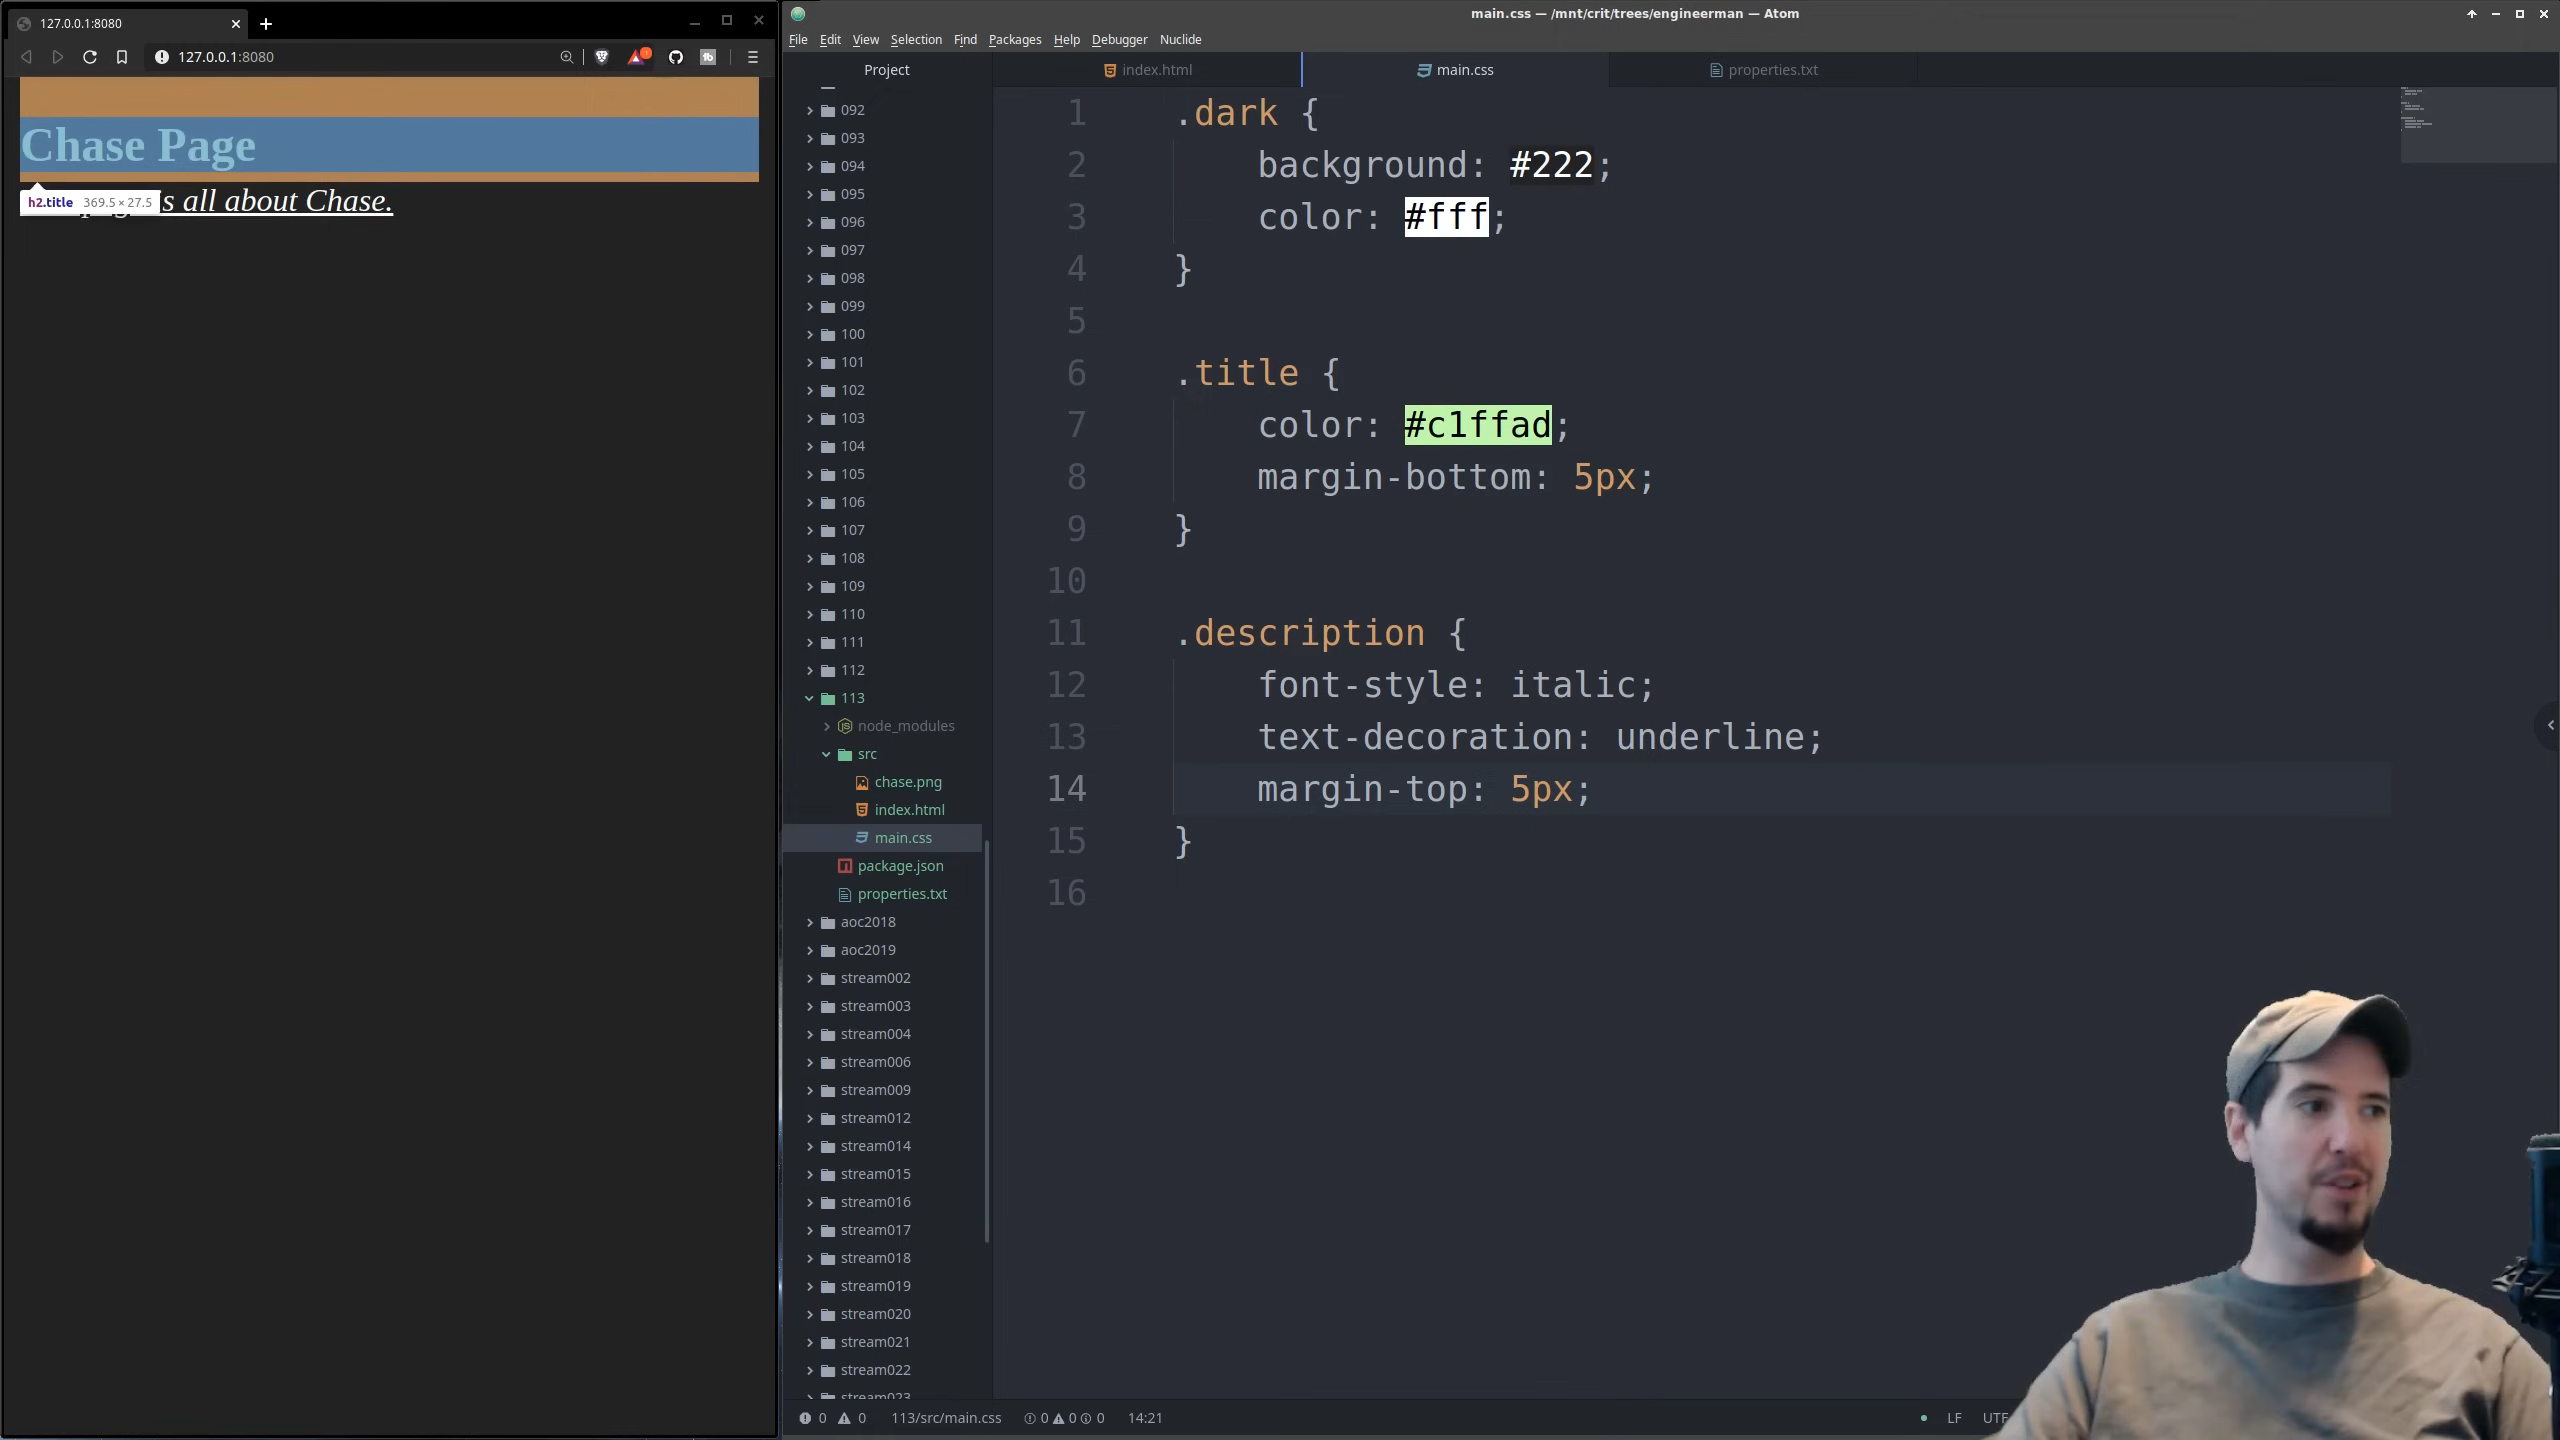 127.0.0.1:8080
127.0.0.1:8080
Chase Page
h2.title 369.5 × 27.5
s all about Chase.
main.css — /mnt/crit/trees/engineerman — Atom
File Edit View Selection Find Packages Help Debugger Nuclide
Project
092
093
094
095
096
097
098
099
100
101
102
103
104
105
106
107
108
109
110
111
112
113
node_modules
src
chase.png
index.html
main.css
package.json
properties.txt
aoc2018
aoc2019
stream002
stream003
stream004
stream006
stream009
stream012
stream014
stream015
stream016
stream017
stream018
stream019
stream020
stream021
stream022
stream023
index.html main.css properties.txt
1 .dark {
2 background: #222;
3 color: #fff;
4 }
5
6 .title {
7 color: #c1ffad;
8 margin-bottom: 5px;
9 }
10
11 .description {
12 font-style: italic;
13 text-decoration: underline;
14 margin-top: 5px;
15 }
16
0 0 113/src/main.css 0 0 0 14:21 LF UTF